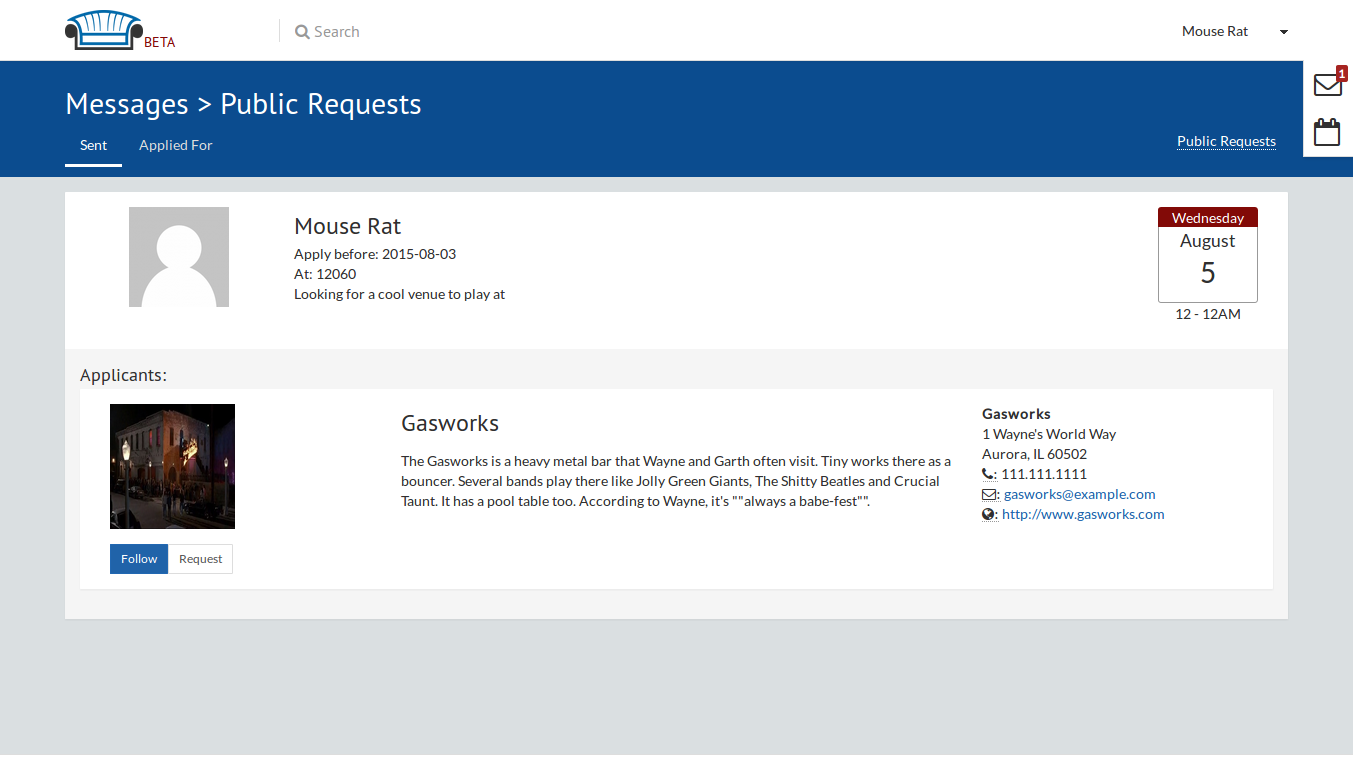 BETA
Search
Mouse Rat
1
Messages > Public Requests
Sent
Applied For
Public Requests
Mouse Rat
Apply before: 2015-08-03
At: 12060
Looking for a cool venue to play at
Wednesday
August
5
12 - 12AM
Applicants:
Gasworks
The Gasworks is a heavy metal bar that Wayne and Garth often visit. Tiny works there as a
bouncer. Several bands play there like Jolly Green Giants, The Shitty Beatles and Crucial
Taunt. It has a pool table too. According to Wayne, it's ""always a babe-fest"".
Gasworks
1 Wayne's World Way
Aurora, IL 60502
: 111.111.1111
: gasworks@example.com
: http://www.gasworks.com
Follow
Request